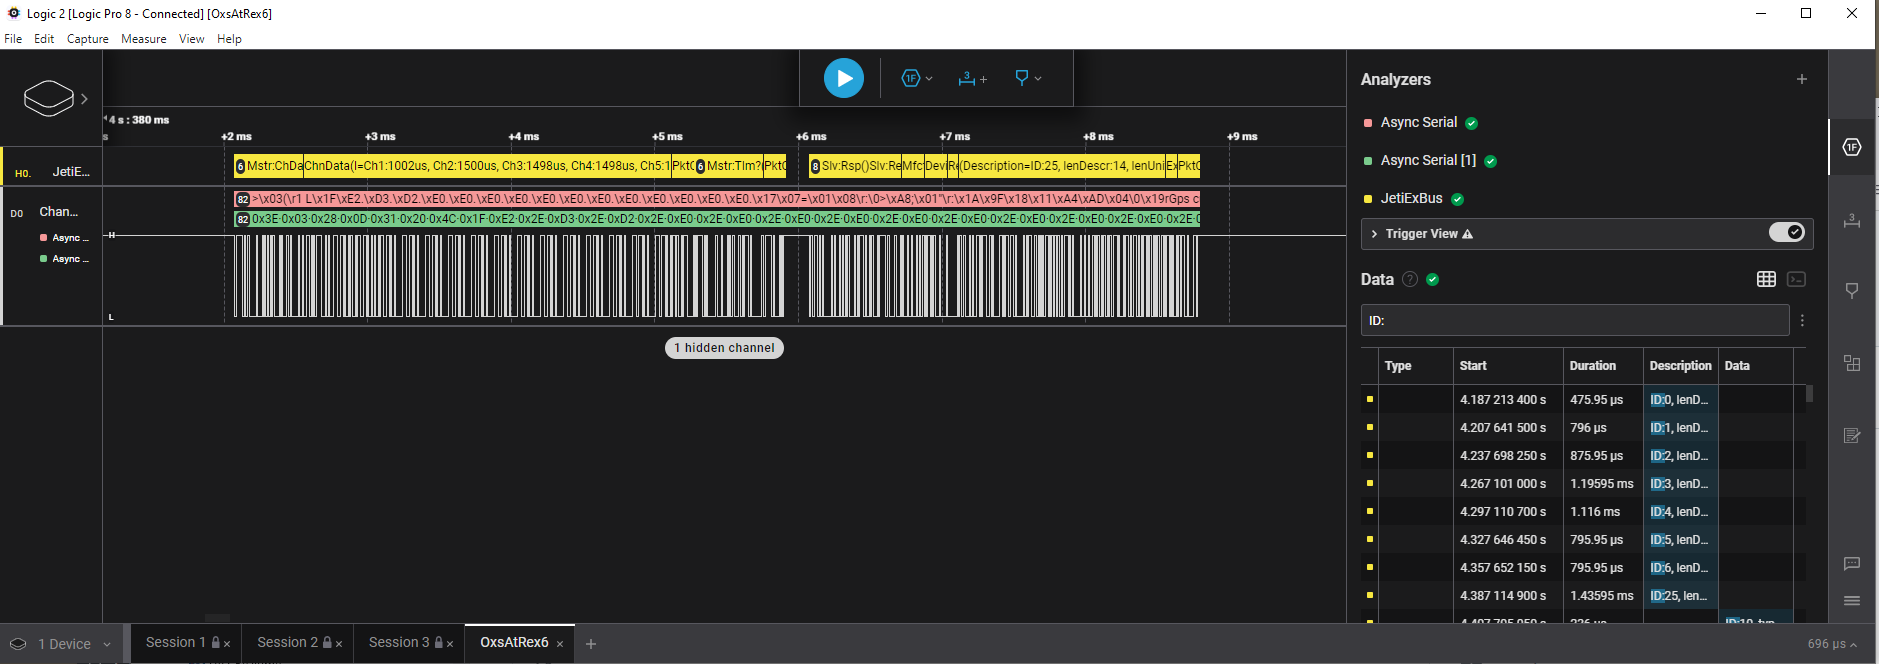 Logic 2 [Logic Pro 8 - Connected] [OxsAtRex6]
File Edit Capture Measure View Help
4 s : 380 ms
s +2 ms +3 ms +4 ms +5 ms +6 ms +7 ms +8 ms +9 ms
H0. JetiE...
6 Mstr:ChDa ChnData(I=Ch1:1002us, Ch2:1500us, Ch3:1498us, Ch4:1498us, Ch5:1 PktC 6 Mstr:Tlm?( PktC 8 Slv:Rsp() Slv:Re Mfc Devi Re (Description=ID:25, lenDescr:14, lenUni Ex PktC
D0 Chan...
82 >\x03(\r1 L\x1F\xE2.\xD3.\xD2.\xE0.\xE0.\xE0.\xE0.\xE0.\xE0.\xE0.\xE0.\xE0.\xE0.\xE0.\xE0.\x17\x07=\x01\x08\r:\0>\xA8;\x01"\r:\x1A\x9F\x18\x11\xA4\xAD\x04\0\x19rGps c
82 0x3E·0x03·0x28·0x0D·0x31·0x20·0x4C·0x1F·0xE2·0x2E·0xD3·0x2E·0xD2·0x2E·0xE0·0x2E·0xE0·0x2E·0xE0·0x2E·0xE0·0x2E·0xE0·0x2E·0xE0·0x2E·0xE0·0x2E·0xE0·0x2E·0xE0·0x2E·0
Async ...
Async ...
H
L
1 hidden channel
1F 3 +
Analyzers +
Async Serial
Async Serial [1]
JetiExBus
Trigger View
Data
ID:
Type Start Duration Description Data
4.187 213 400 s 475.95 µs ID:0, lenD...
4.207 641 500 s 796 µs ID:1, lenD...
4.237 698 250 s 875.95 µs ID:2, lenD...
4.267 101 000 s 1.19595 ms ID:3, lenD...
4.297 110 700 s 1.116 ms ID:4, lenD...
4.327 646 450 s 795.95 µs ID:5, lenD...
4.357 652 150 s 795.95 µs ID:6, lenD...
4.387 114 900 s 1.43595 ms ID:25, len...
1F
3
1 Device Session 1 × Session 2 × Session 3 × OxsAtRex6 × + 696 µs